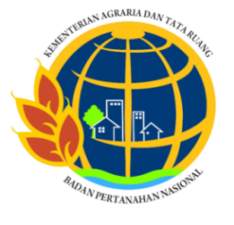 KEMENTERIAN AGRARIA DAN TATA RUANG
BADAN PERTANAHAN NASIONAL